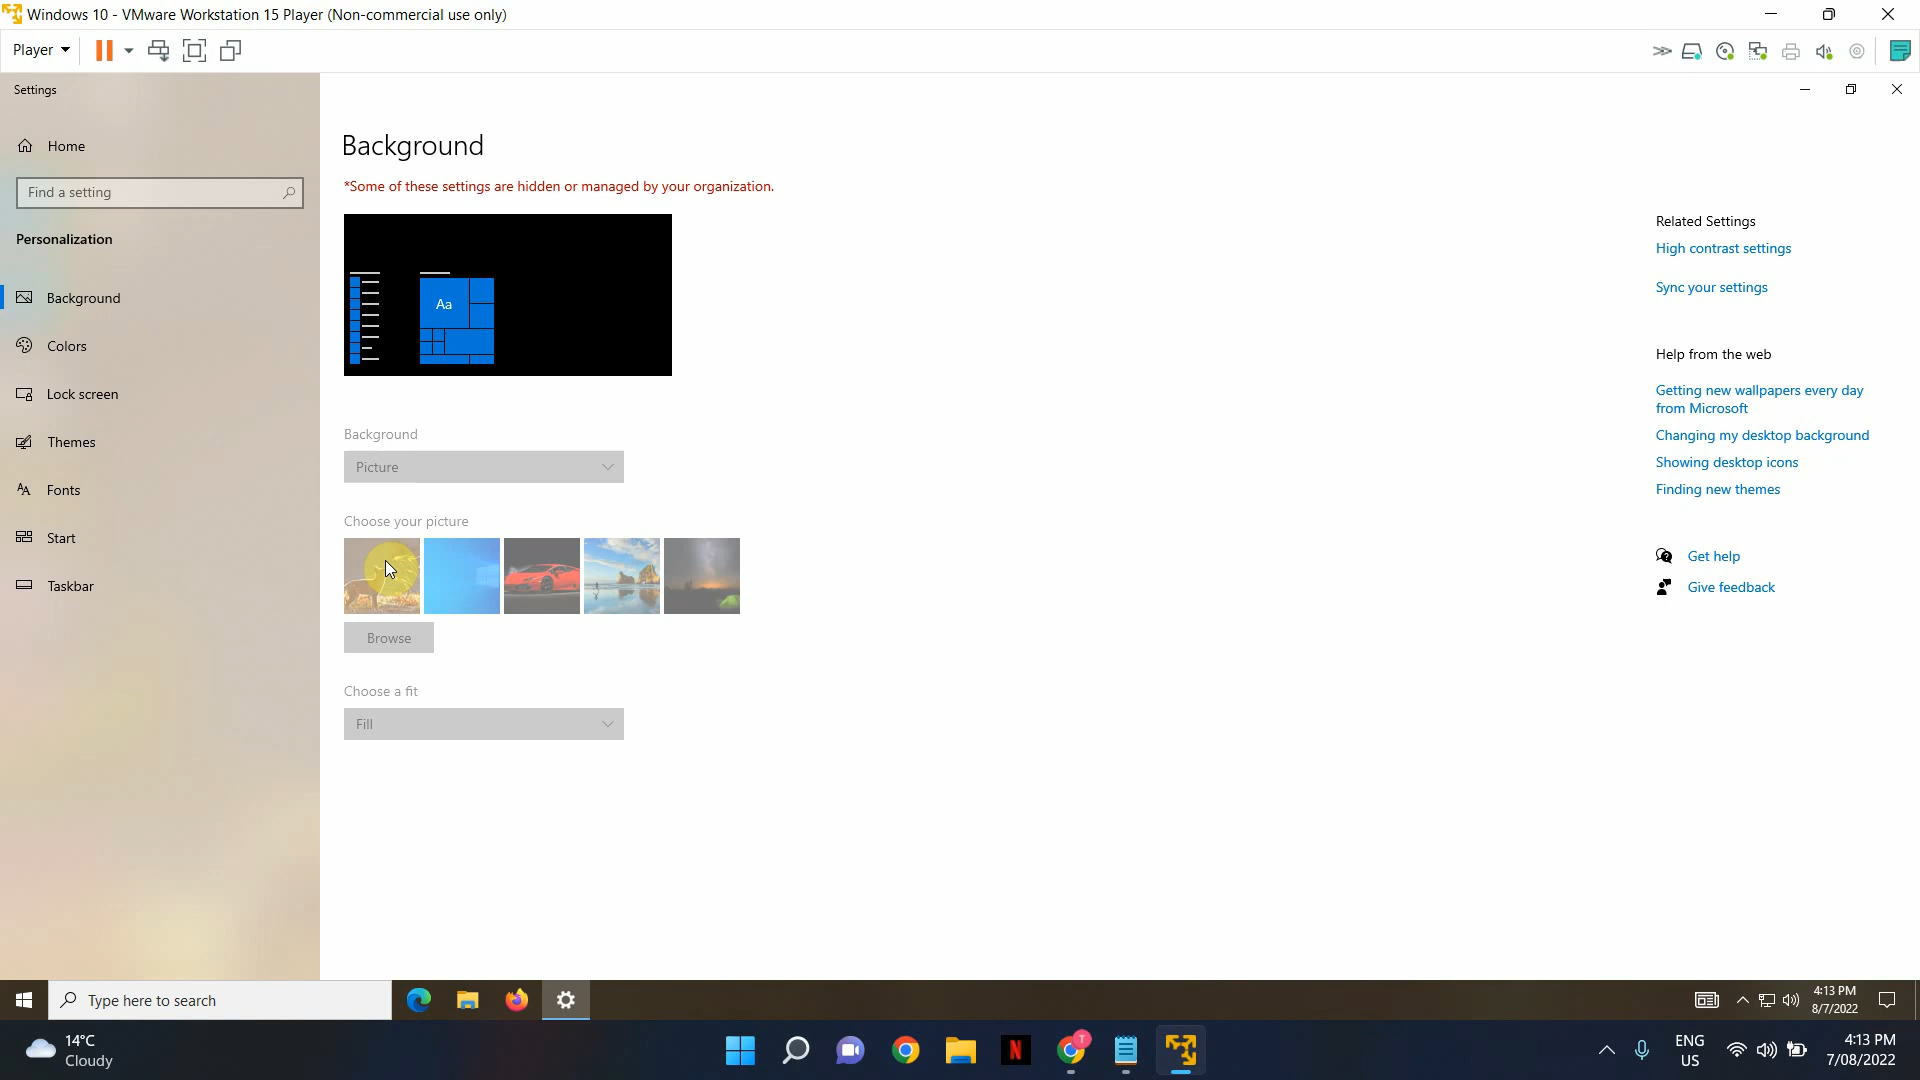 Windows 10 - VMware Workstation 15 Player (Non-commercial use only)
Player
Settings
Home
Find a setting
Personalization
Background
Colors
Lock screen
Themes
Fonts
Start
Taskbar
Background
*Some of these settings are hidden or managed by your organization.
Aa
Background
Picture
Choose your picture
Browse
Choose a fit
Fill
Related Settings
High contrast settings
Sync your settings
Help from the web
Getting new wallpapers every day
from Microsoft
Changing my desktop background
Showing desktop icons
Finding new themes
Get help
Give feedback
Type here to search
4:13 PM
8/7/2022
14°C
Cloudy
N
T
ENG
US
4:13 PM
7/08/2022